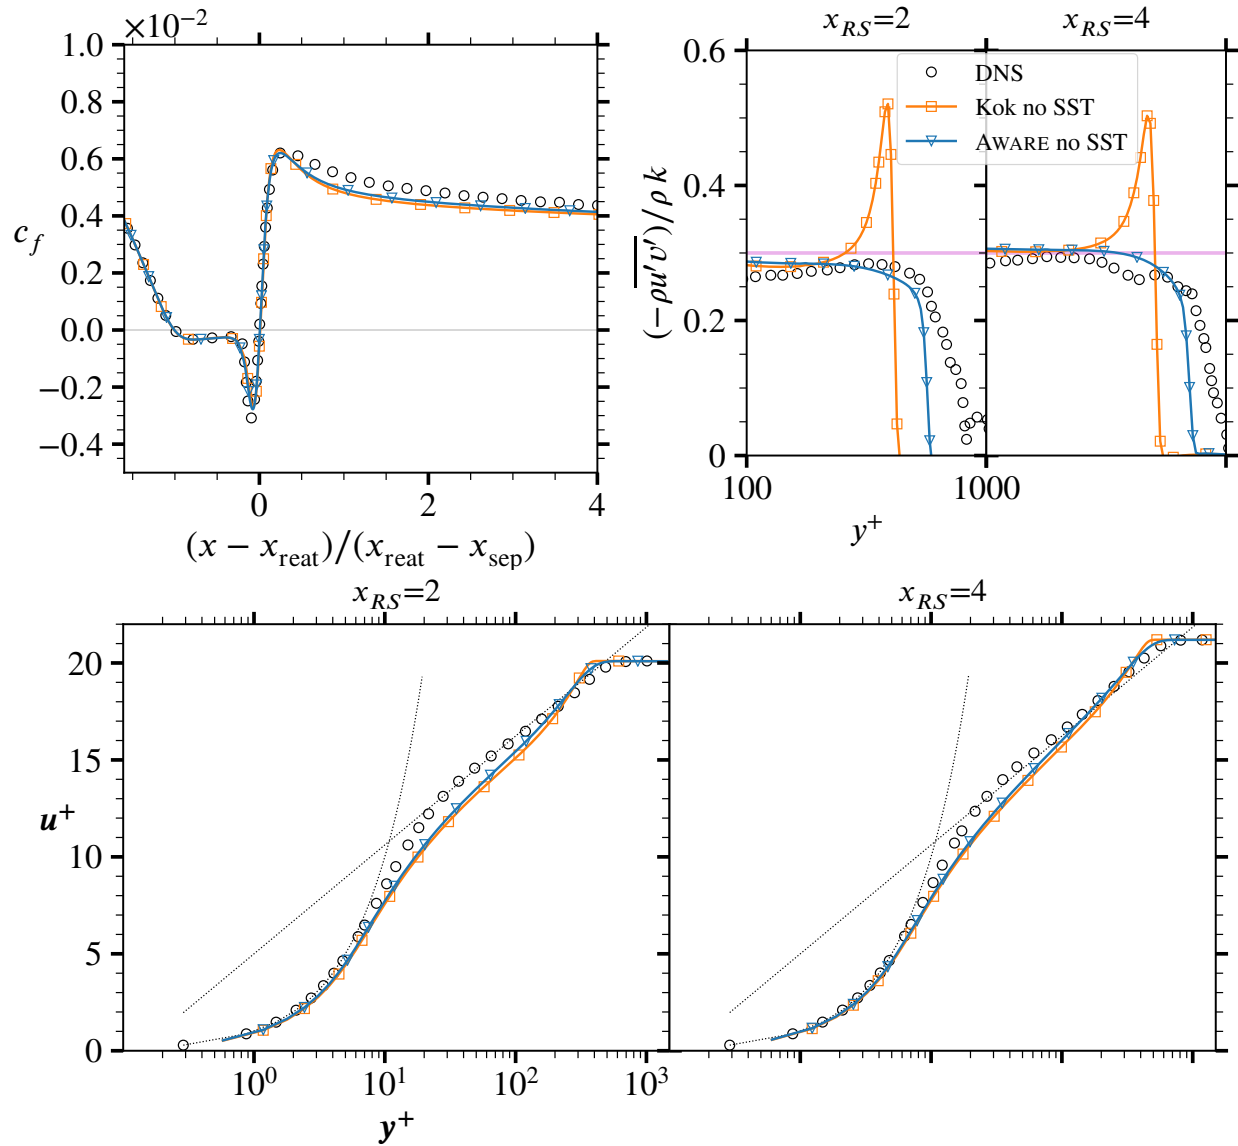 ×10⁻²
1.0
0.8
0.6
0.4
0.2
0.0
−0.2
−0.4
c_f
0
2
4
(x − x_reat)/(x_reat − x_sep)
x_RS=2
x_RS=4
0.6
0.4
0.2
0
(−ρu′v′)/ρ k
DNS
Kok no SST
AWARE no SST
100
1000
y⁺
x_RS=2
x_RS=4
20
15
10
5
0
u⁺
10⁰
10¹
10²
10³
y⁺